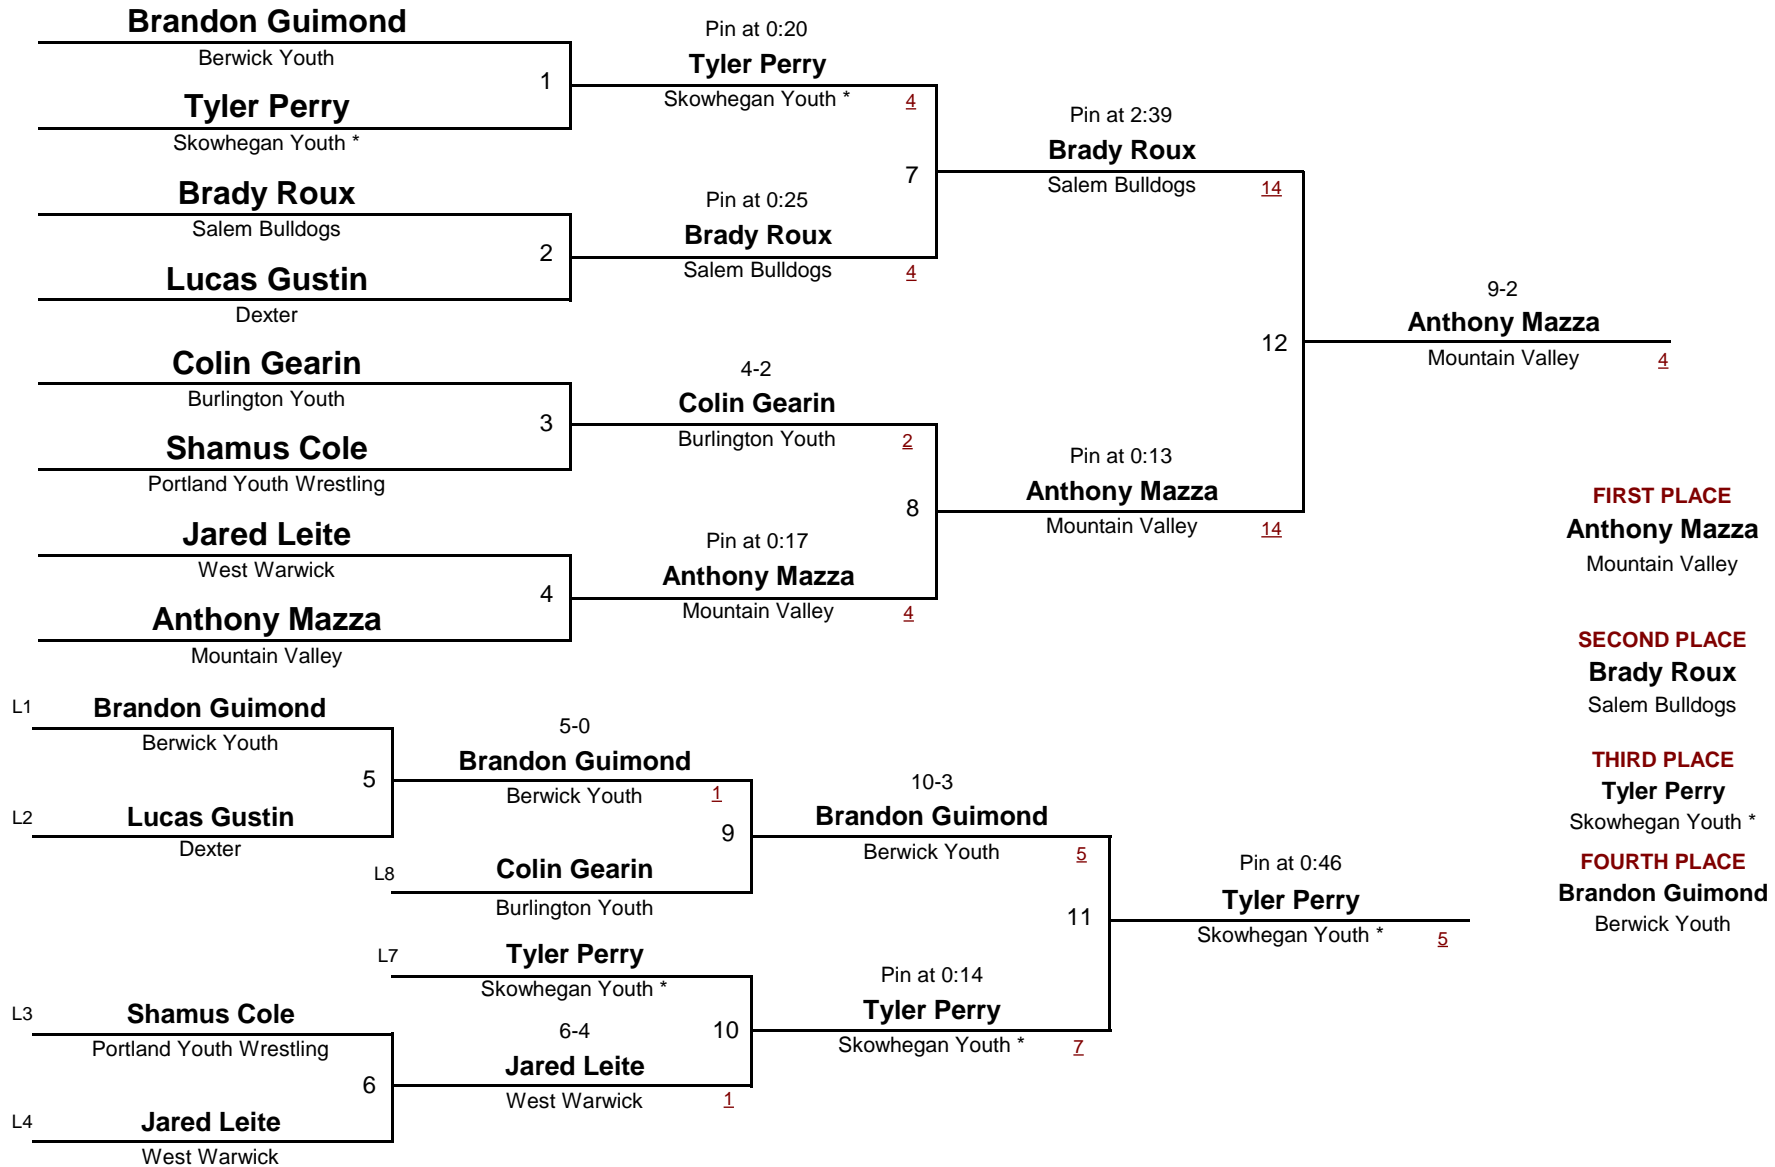 Brandon Guimond
Berwick Youth
1
Tyler Perry
Skowhegan Youth *
Pin at 0:20
Tyler Perry
Skowhegan Youth *
4
Brady Roux
Salem Bulldogs
2
Lucas Gustin
Dexter
Pin at 0:25
Brady Roux
Salem Bulldogs
4
7
Pin at 2:39
Brady Roux
Salem Bulldogs
14
Colin Gearin
Burlington Youth
3
Shamus Cole
Portland Youth Wrestling
4-2
Colin Gearin
Burlington Youth
2
Jared Leite
West Warwick
4
Anthony Mazza
Mountain Valley
Pin at 0:17
Anthony Mazza
Mountain Valley
4
8
Pin at 0:13
Anthony Mazza
Mountain Valley
14
12
9-2
Anthony Mazza
Mountain Valley
4
FIRST PLACE
Anthony Mazza
Mountain Valley
SECOND PLACE
Brady Roux
Salem Bulldogs
THIRD PLACE
Tyler Perry
Skowhegan Youth *
FOURTH PLACE
Brandon Guimond
Berwick Youth
L1
Brandon Guimond
Berwick Youth
5
L2
Lucas Gustin
Dexter
5-0
Brandon Guimond
Berwick Youth
1
9
L8
Colin Gearin
Burlington Youth
10-3
Brandon Guimond
Berwick Youth
5
L7
Tyler Perry
Skowhegan Youth *
10
L3
Shamus Cole
Portland Youth Wrestling
6
L4
Jared Leite
West Warwick
6-4
Jared Leite
West Warwick
1
Pin at 0:14
Tyler Perry
Skowhegan Youth *
7
11
Pin at 0:46
Tyler Perry
Skowhegan Youth *
5